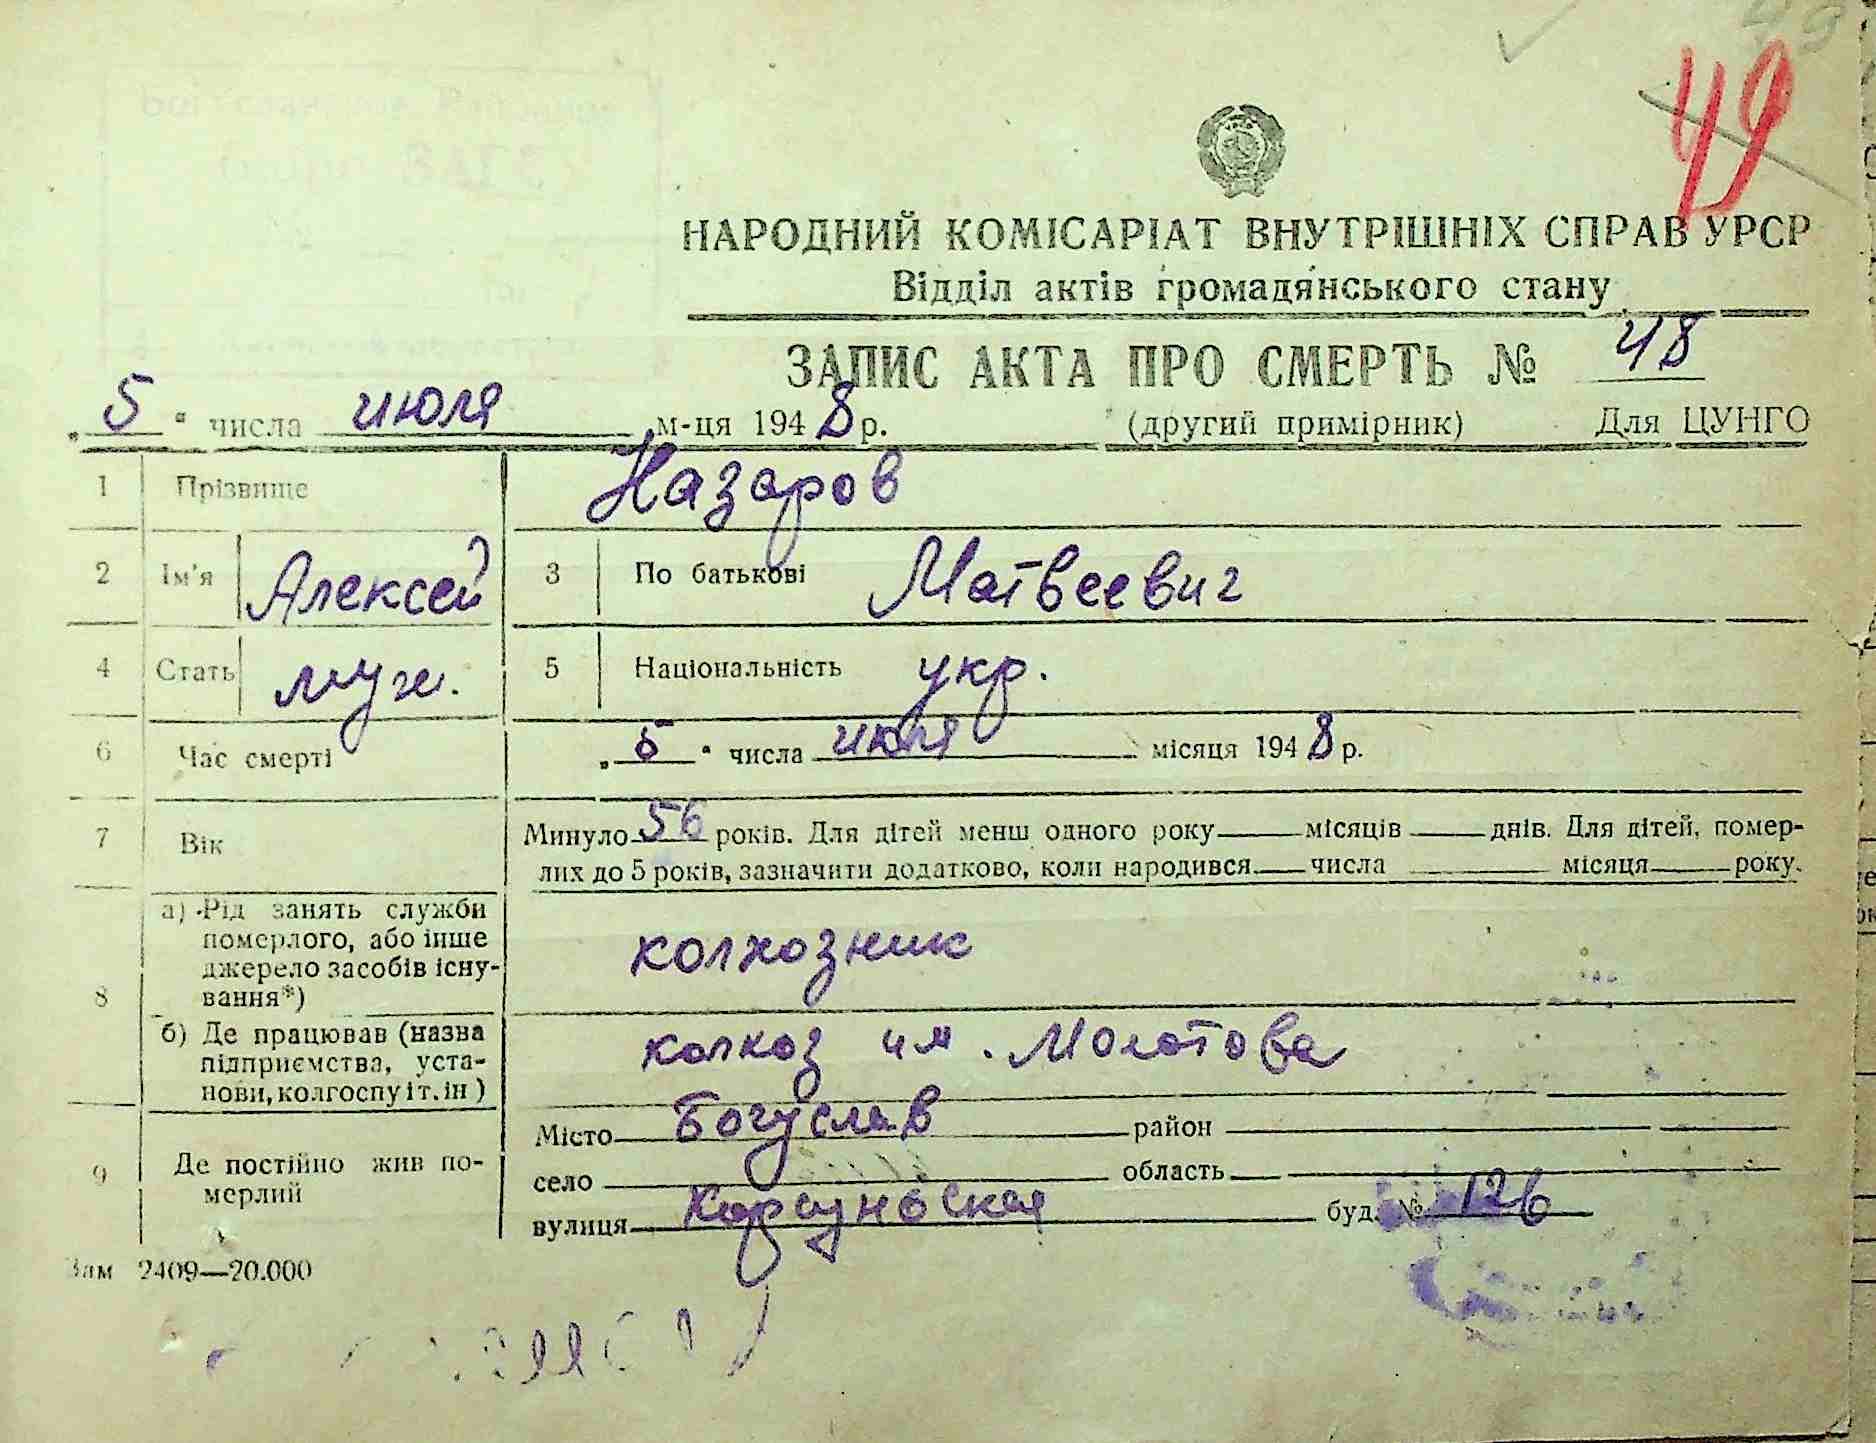 49
НАРОДНИЙ КОМІСАРІАТ ВНУТРІШНІХ СПРАВ УРСР
Відділ актів громадянського стану
ЗАПИС АКТА ПРО СМЕРТЬ № 48
„ 5 “ числа июля м-ця 1948 р. (другий примірник) Для ЦУНГО
1 Прізвище Назаров
2 Ім'я Алексей 3 По батькові Матвеевич
4 Стать муж. 5 Національність укр.
6 Час смерті „ 5 “ числа июля місяця 1948 р.
7 Вік Минуло 56 років. Для дітей менш одного року місяців днів. Для дітей, помер-
лих до 5 років, зазначити додатково, коли народився числа місяця року.
8 а) Рід занять служби
померлого, або інше
джерело засобів існу-
вання*) колхозник
б) Де працював (назва
підприємства, уста-
нови, колгоспу і т. ін) колхоз им. Молотова
9 Де постійно жив по-
мерлий
Місто Богуслав район
село область
вулиця Корсуньская буд. № 126
Зам 2409—20.000